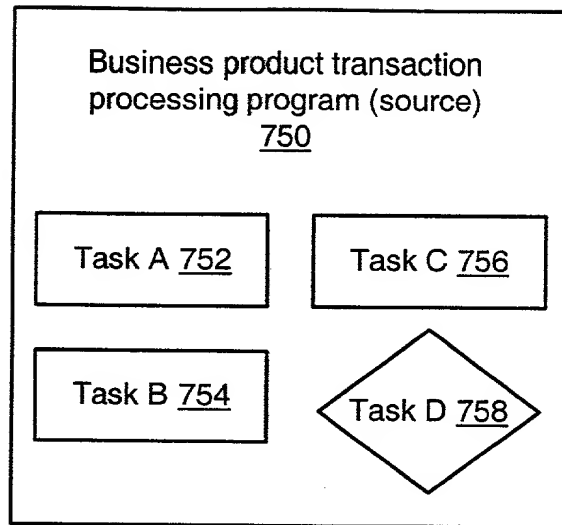 Business product transaction
processing program (source)
750
Task A 752
Task C 756
Task B 754
Task D 758